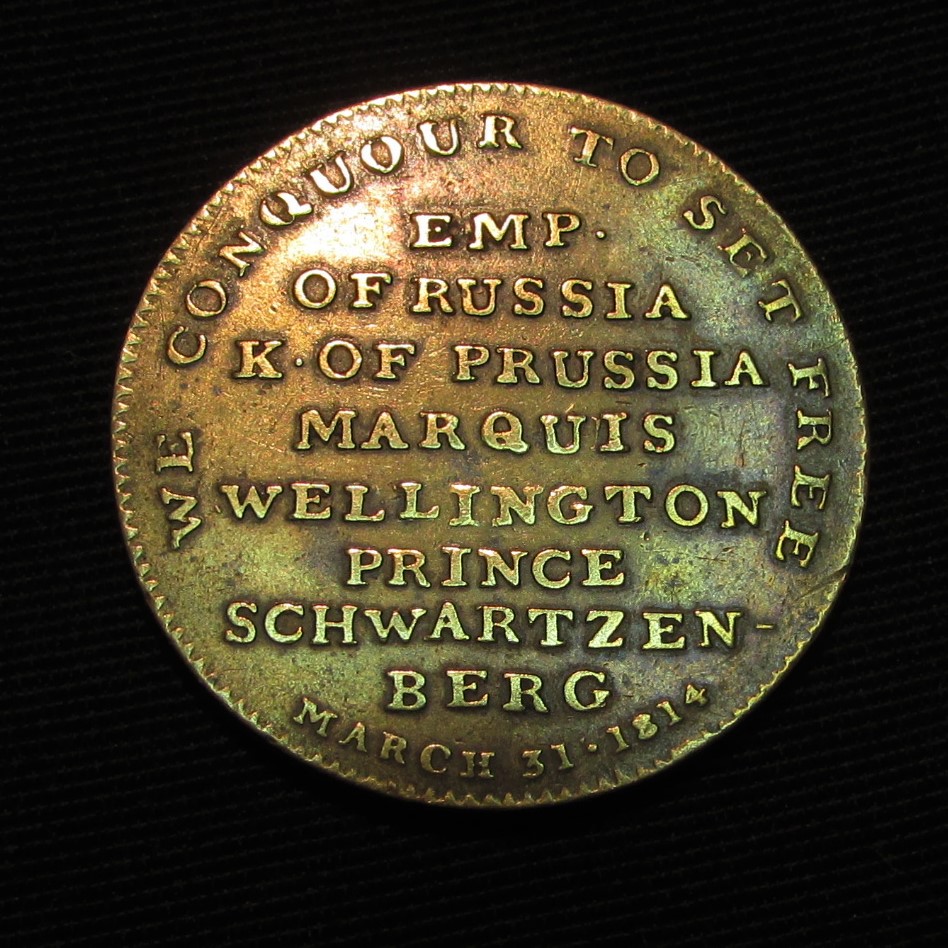 WE CONQUOUR TO SET FREE
EMP.
OF RUSSIA
K·OF PRUSSIA
MARQUIS
WELLINGTON
PRINCE
SCHWARTZEN-
BERG
MARCH 31·1814